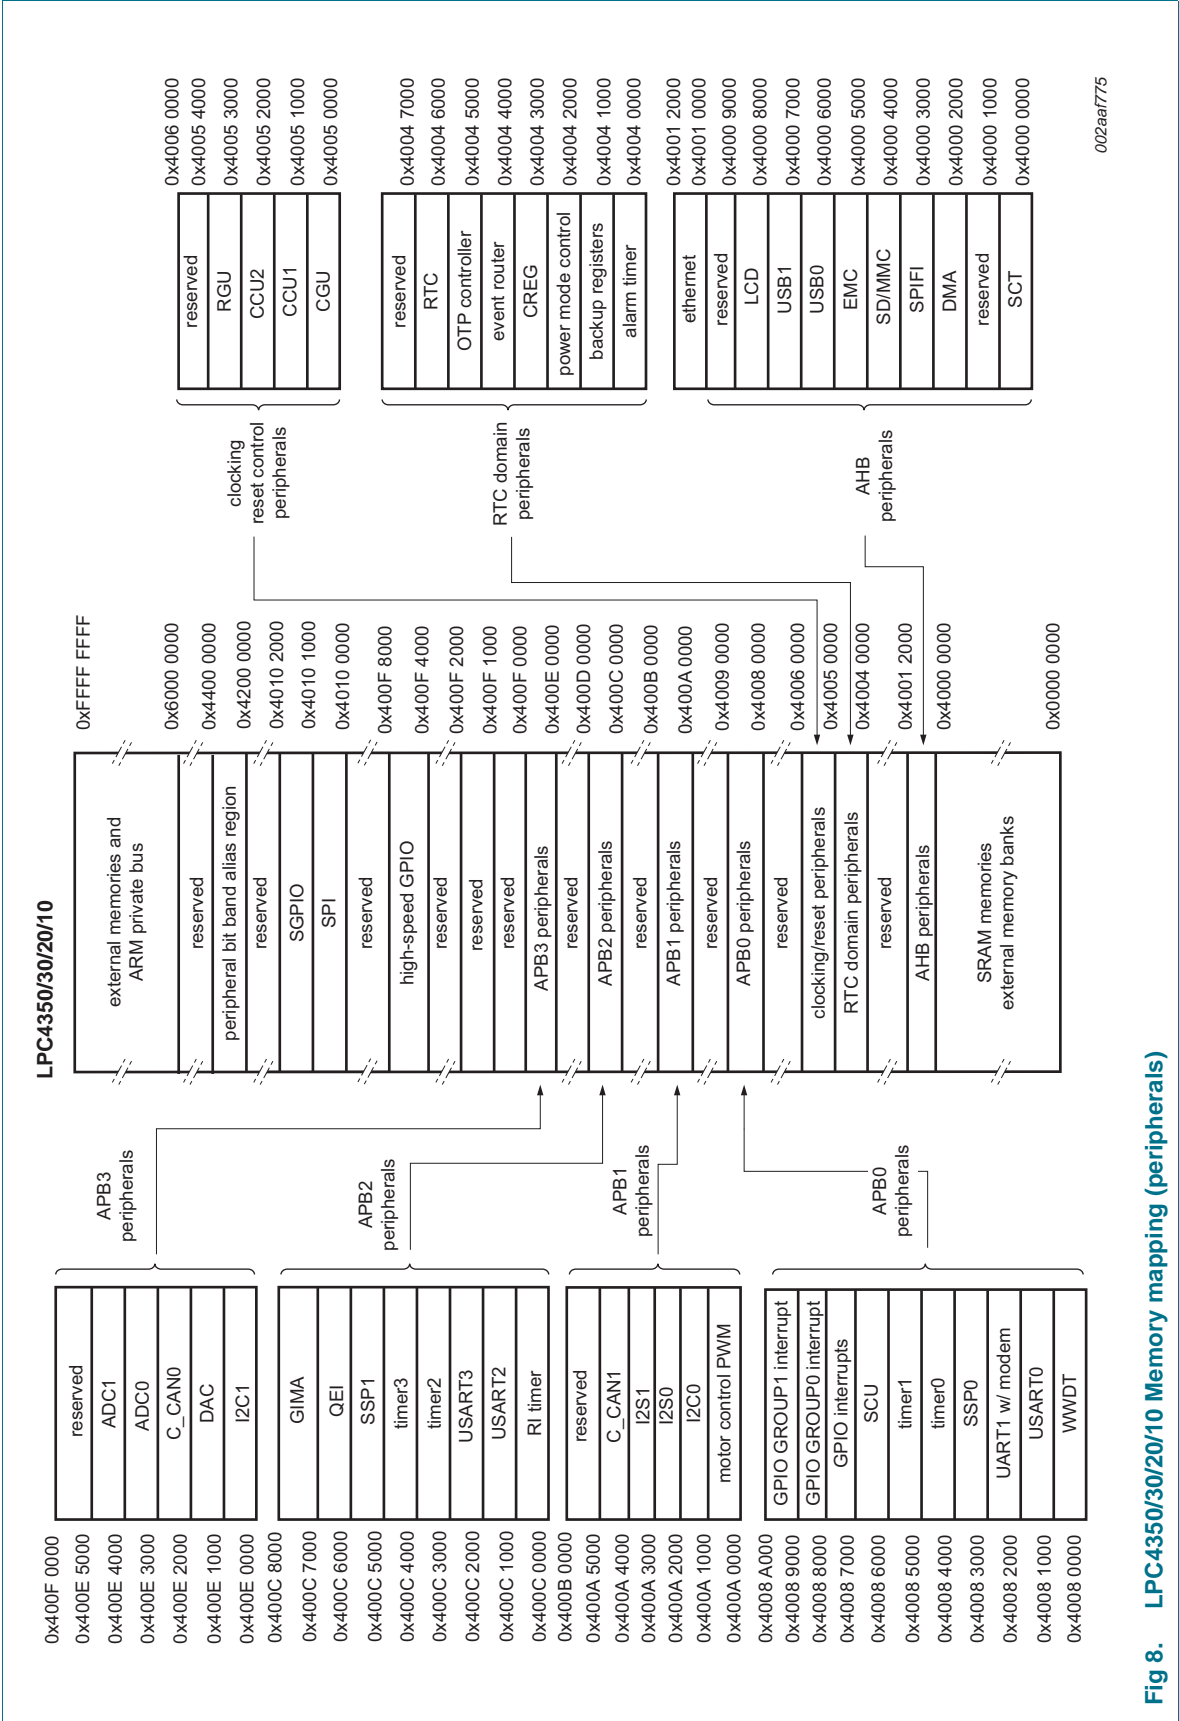 LPC4350/30/20/10
0x400F 0000
0x400E 5000
0x400E 4000
0x400E 3000
0x400E 2000
0x400E 1000
0x400E 0000
0x400C 8000
0x400C 7000
0x400C 6000
0x400C 5000
0x400C 4000
0x400C 3000
0x400C 2000
0x400C 1000
0x400C 0000
0x400B 0000
0x400A 5000
0x400A 4000
0x400A 3000
0x400A 2000
0x400A 1000
0x400A 0000
0x4008 A000
0x4008 9000
0x4008 8000
0x4008 7000
0x4008 6000
0x4008 5000
0x4008 4000
0x4008 3000
0x4008 2000
0x4008 1000
0x4008 0000
reserved
ADC1
ADC0
C_CAN0
DAC
I2C1
GIMA
QEI
SSP1
timer3
timer2
USART3
USART2
RI timer
reserved
C_CAN1
I2S1
I2S0
I2C0
motor control PWM
GPIO GROUP1 interrupt
GPIO GROUP0 interrupt
GPIO interrupts
SCU
timer1
timer0
SSP0
UART1 w/ modem
USART0
WWDT
APB3
peripherals
APB2
peripherals
APB1
peripherals
APB0
peripherals
external memories and
ARM private bus
reserved
peripheral bit band alias region
reserved
SGPIO
SPI
reserved
high-speed GPIO
reserved
reserved
reserved
APB3 peripherals
reserved
APB2 peripherals
reserved
APB1 peripherals
reserved
APB0 peripherals
reserved
clocking/reset peripherals
RTC domain peripherals
reserved
AHB peripherals
SRAM memories
external memory banks
0xFFFF FFFF
0x6000 0000
0x4400 0000
0x4200 0000
0x4010 2000
0x4010 1000
0x4010 0000
0x400F 8000
0x400F 4000
0x400F 2000
0x400F 1000
0x400F 0000
0x400E 0000
0x400D 0000
0x400C 0000
0x400B 0000
0x400A 0000
0x4009 0000
0x4008 0000
0x4006 0000
0x4005 0000
0x4004 0000
0x4001 2000
0x4000 0000
0x0000 0000
clocking
reset control
peripherals
RTC domain
peripherals
AHB
peripherals
reserved
RGU
CCU2
CCU1
CGU
reserved
RTC
OTP controller
event router
CREG
power mode control
backup registers
alarm timer
ethernet
reserved
LCD
USB1
USB0
EMC
SD/MMC
SPIFI
DMA
reserved
SCT
0x4006 0000
0x4005 4000
0x4005 3000
0x4005 2000
0x4005 1000
0x4005 0000
0x4004 7000
0x4004 6000
0x4004 5000
0x4004 4000
0x4004 3000
0x4004 2000
0x4004 1000
0x4004 0000
0x4001 2000
0x4001 0000
0x4000 9000
0x4000 8000
0x4000 7000
0x4000 6000
0x4000 5000
0x4000 4000
0x4000 3000
0x4000 2000
0x4000 1000
0x4000 0000
002aaf775
Fig 8. LPC4350/30/20/10 Memory mapping (peripherals)